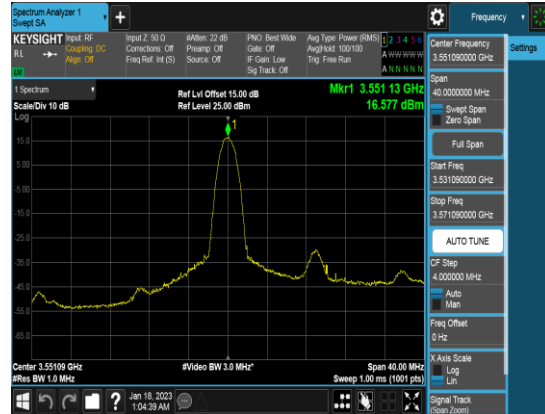 Spectrum Analyzer 1
Swept SA
Frequency
KEYSIGHT
RL
Input: RF
Coupling: DC
Align: Off
Input Z: 50 Ω
Corrections: Off
Freq Ref: Int (S)
#Atten: 22 dB
Preamp: Off
Source: Off
PNO: Best Wide
Gate: Off
IF Gain: Low
Sig Track: Off
Avg Type: Power (RMS)
Avg|Hold: 100/100
Trig: Free Run
1 2 3 4 5 6
A W W W W W
A N N N N N
LXI
1 Spectrum
Scale/Div 10 dB
Log
Ref Lvl Offset 15.00 dB
Ref Level 25.00 dBm
Mkr1 3.551 13 GHz
16.577 dBm
1
15.0
5.00
-5.00
-15.0
-25.0
-35.0
-45.0
-55.0
-65.0
Center 3.55109 GHz
#Res BW 1.0 MHz
#Video BW 3.0 MHz*
Span 40.00 MHz
Sweep 1.00 ms (1001 pts)
Jan 18, 2023
1:04:39 AM
Center Frequency
3.551090000 GHz
Settings
Span
40.0000000 MHz
Swept Span
Zero Span
Full Span
Start Freq
3.531090000 GHz
Stop Freq
3.571090000 GHz
AUTO TUNE
CF Step
4.000000 MHz
Auto
Man
Freq Offset
0 Hz
X Axis Scale
Log
Lin
Signal Track
(Span Zoom)